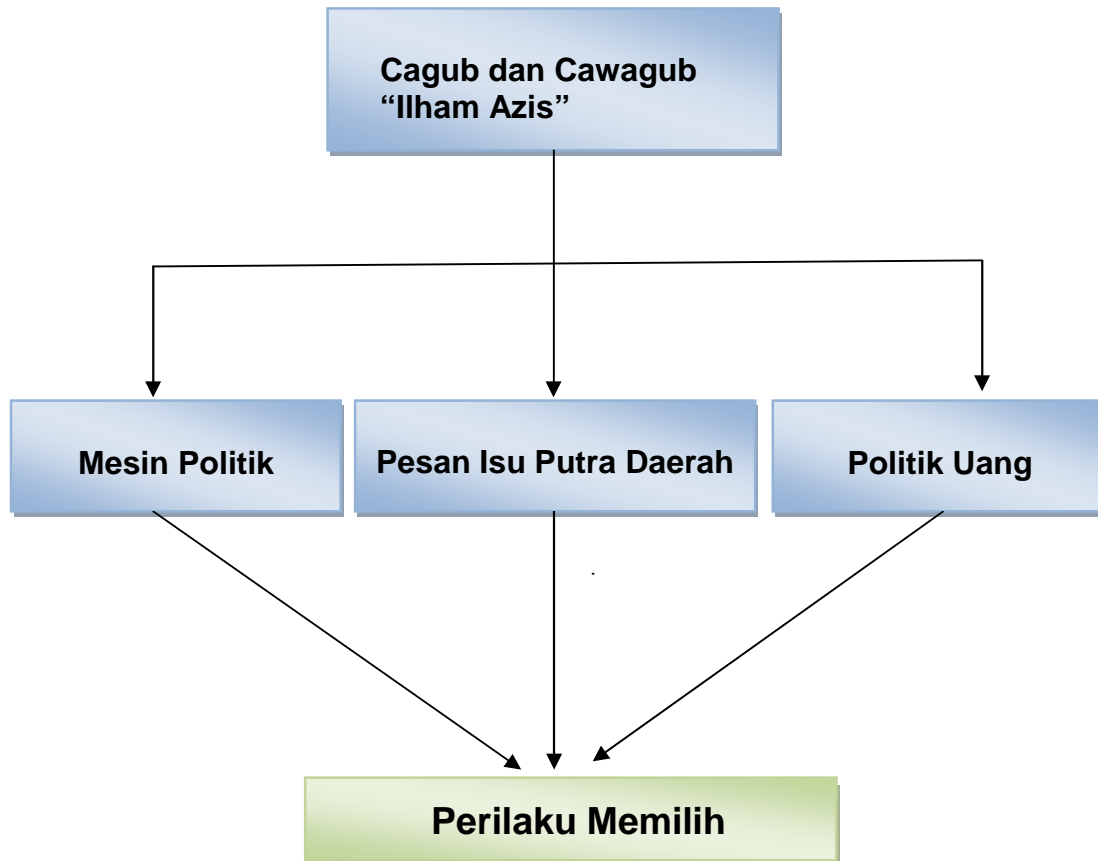 Cagub dan Cawagub
“Ilham Azis”
Mesin Politik
Pesan Isu Putra Daerah
Politik Uang
Perilaku Memilih